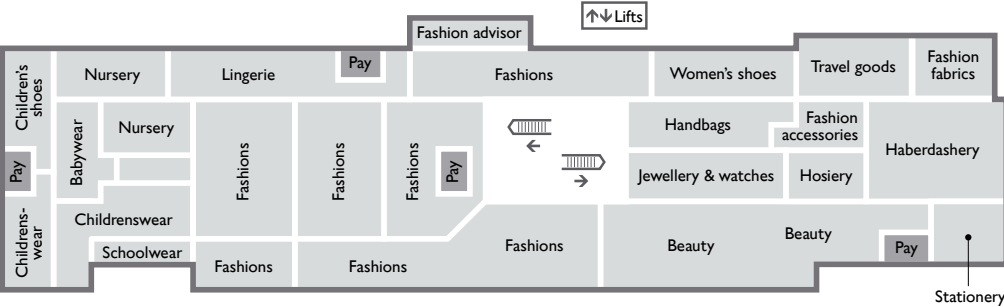 Lifts
Fashion advisor
Children's
shoes
Nursery
Lingerie
Pay
Fashions
Women's shoes
Travel goods
Fashion
fabrics
Babywear
Nursery
Fashions
Fashions
Fashions
Pay
Handbags
Fashion
accessories
Haberdashery
Pay
Jewellery & watches
Hosiery
Childrens-
wear
Childrenswear
Schoolwear
Fashions
Fashions
Fashions
Beauty
Beauty
Pay
Stationery